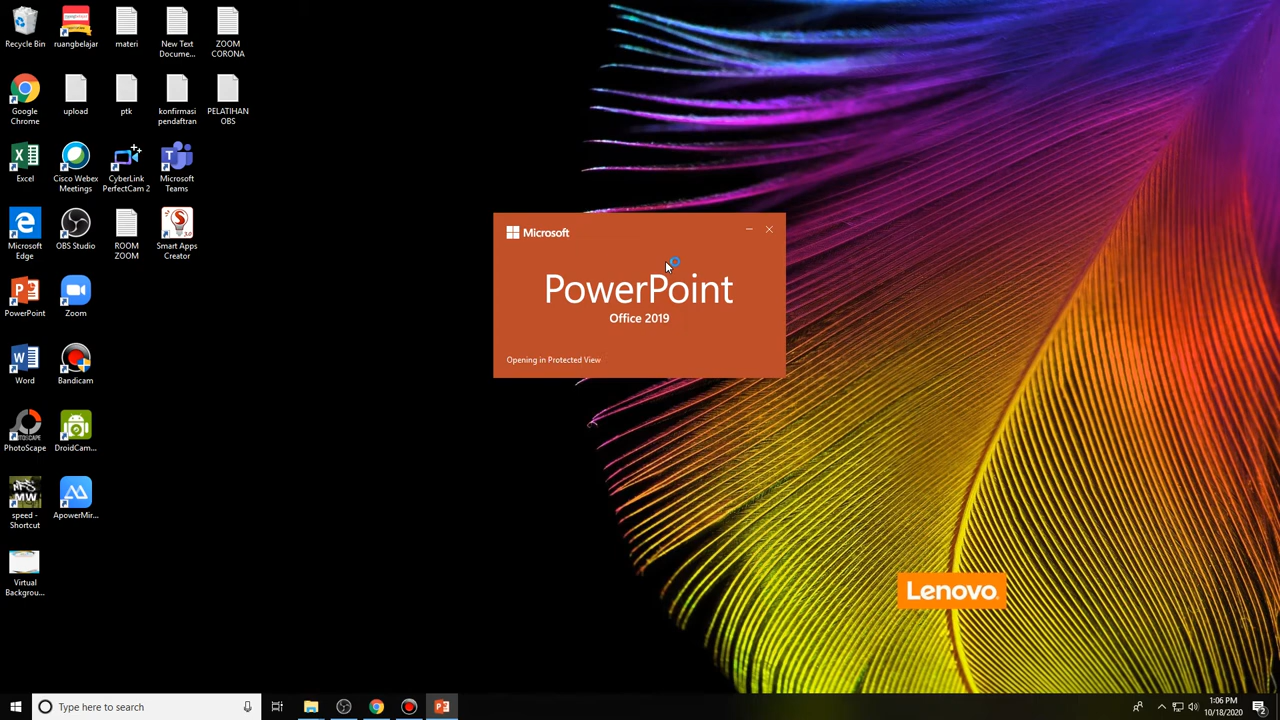 Recycle Bin
ruangbelajar
materi
New Text
Docume...
ZOOM
CORONA
Google
Chrome
upload
ptk
konfirmasi
pendaftran
PELATIHAN
OBS
Excel
Cisco Webex
Meetings
CyberLink
PerfectCam 2
Microsoft
Teams
Microsoft
Edge
OBS Studio
ROOM
ZOOM
Smart Apps
Creator
PowerPoint
Zoom
Word
Bandicam
PhotoScape
DroidCam...
speed -
Shortcut
ApowerMir...
Virtual
Backgrou...
Microsoft
PowerPoint
Office 2019
Opening in Protected View
Lenovo
Type here to search
1:06 PM
10/18/2020
2